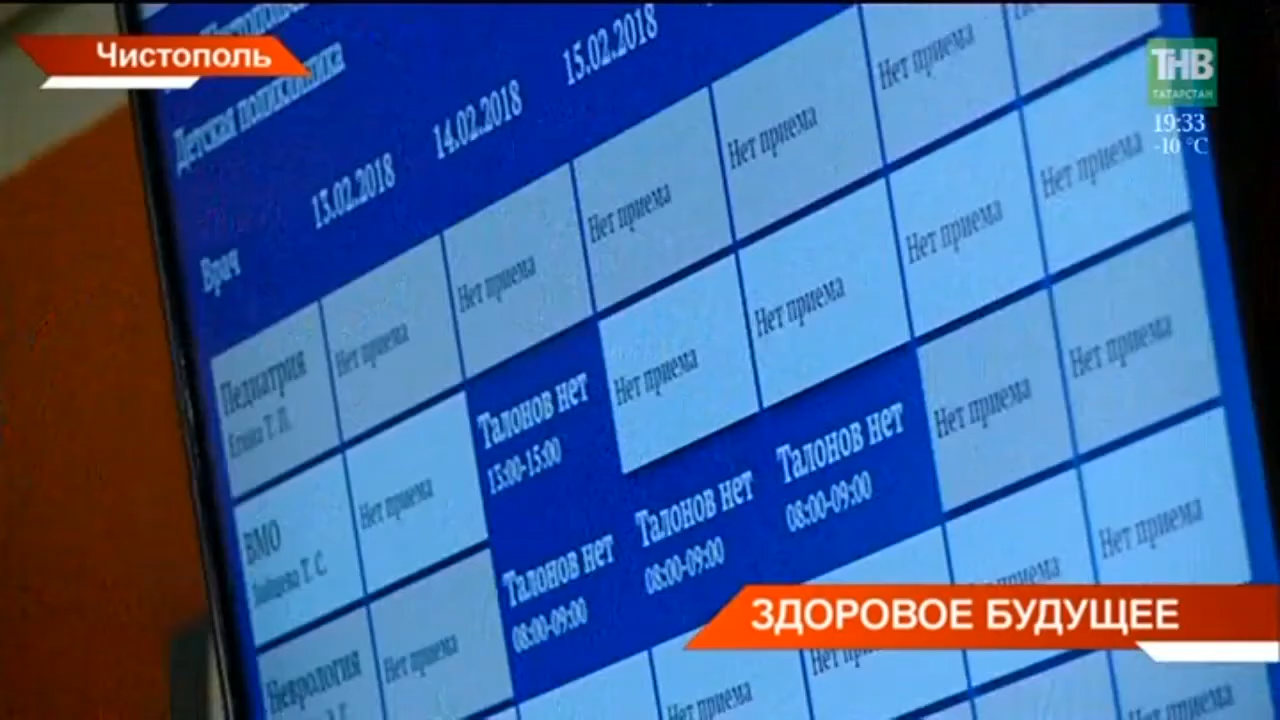 Чистополь
ТНВ
ТАТАРСТАН
19:33
-10 °C
Детская поликлиника
Врач 13.02.2018 14.02.2018 15.02.2018
Педиатрия Нет приема Нет приема Нет приема Нет приема Нет приема
ВМО Нет приема Талонов нет Нет приема Нет приема Нет приема Нет приема
Т. С. 13:00-15:00
Неврология Нет приема Талонов нет Талонов нет Талонов нет Нет приема Нет приема
08:00-09:00 08:00-09:00 08:00-09:00
Нет приема Нет приема Нет приема
приема
ЗДОРОВОЕ БУДУЩЕЕ